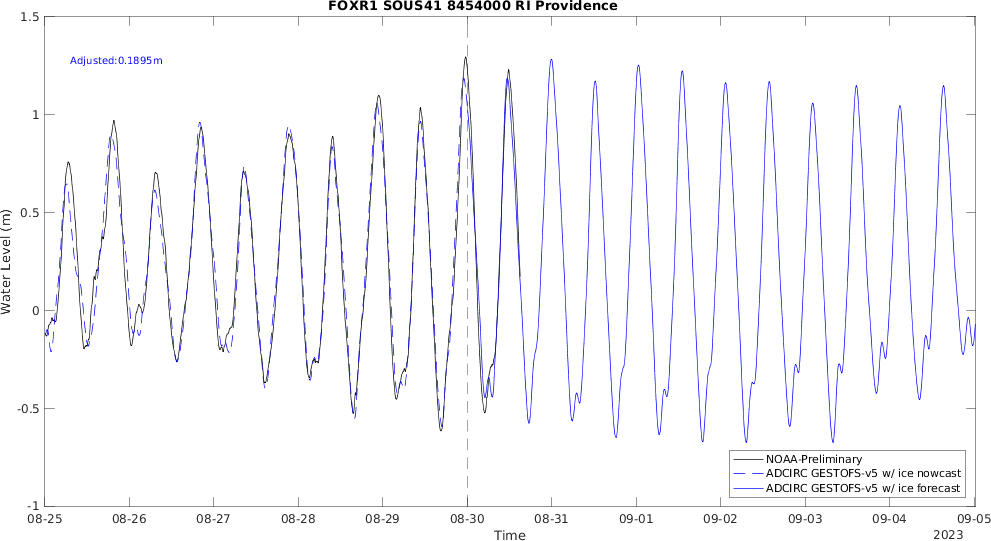 FOXR1 SOUS41 8454000 RI Providence
Adjusted:0.1895m
1.5
1
0.5
0
-0.5
-1
Water Level (m)
NOAA-Preliminary
ADCIRC GESTOFS-v5 w/ ice nowcast
ADCIRC GESTOFS-v5 w/ ice forecast
08-25 08-26 08-27 08-28 08-29 08-30 08-31 09-01 09-02 09-03 09-04 09-05
Time
2023